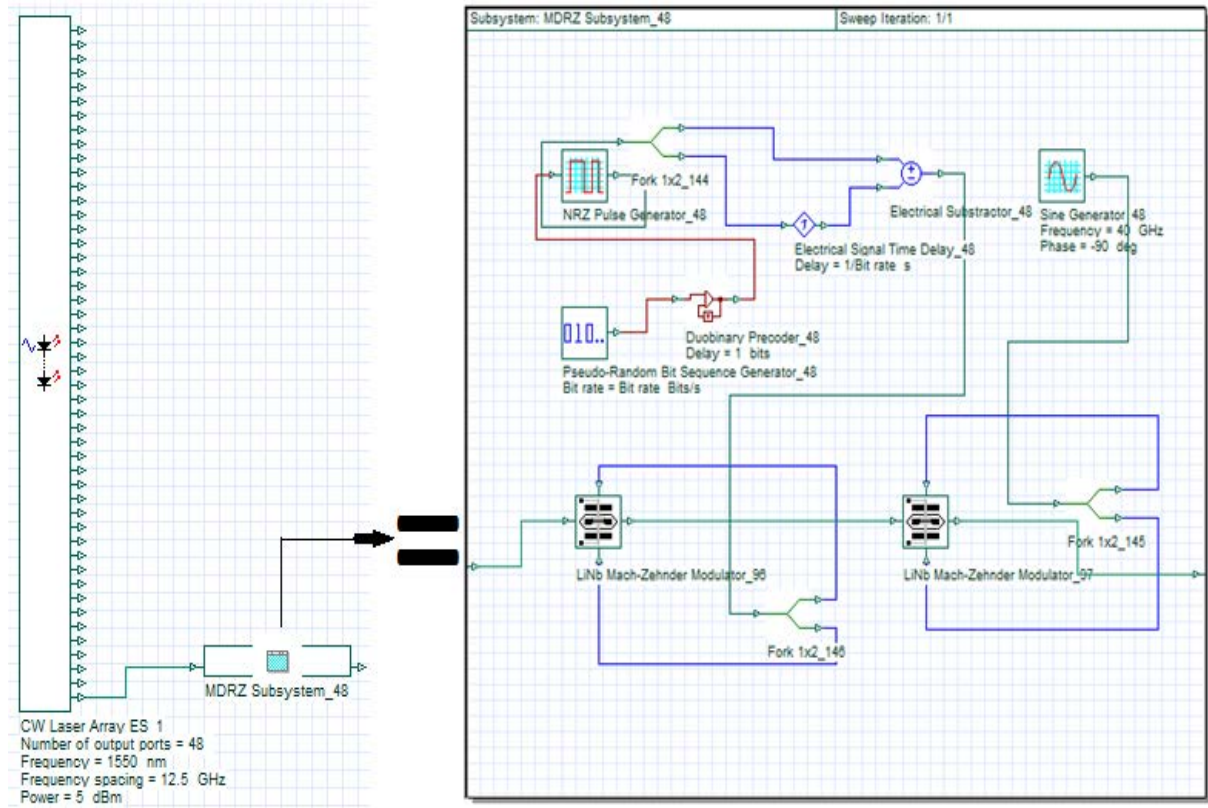 Subsystem: MDRZ Subsystem_48
Sweep Iteration: 1/1
Fork 1x2_144
NRZ Pulse Generator_48
Electrical Substractor_48
Sine Generator_48
Frequency = 40 GHz
Phase = -90 deg
Electrical Signal Time Delay_48
Delay = 1/Bit rate s
010..
Duobinary Precoder_48
Delay = 1 bits
Pseudo-Random Bit Sequence Generator_48
Bit rate = Bit rate Bits/s
LiNb Mach-Zehnder Modulator_96
Fork 1x2_145
LiNb Mach-Zehnder Modulator_97
Fork 1x2_146
MDRZ Subsystem_48
CW Laser Array ES 1
Number of output ports = 48
Frequency = 1550 nm
Frequency spacing = 12.5 GHz
Power = 5 dBm